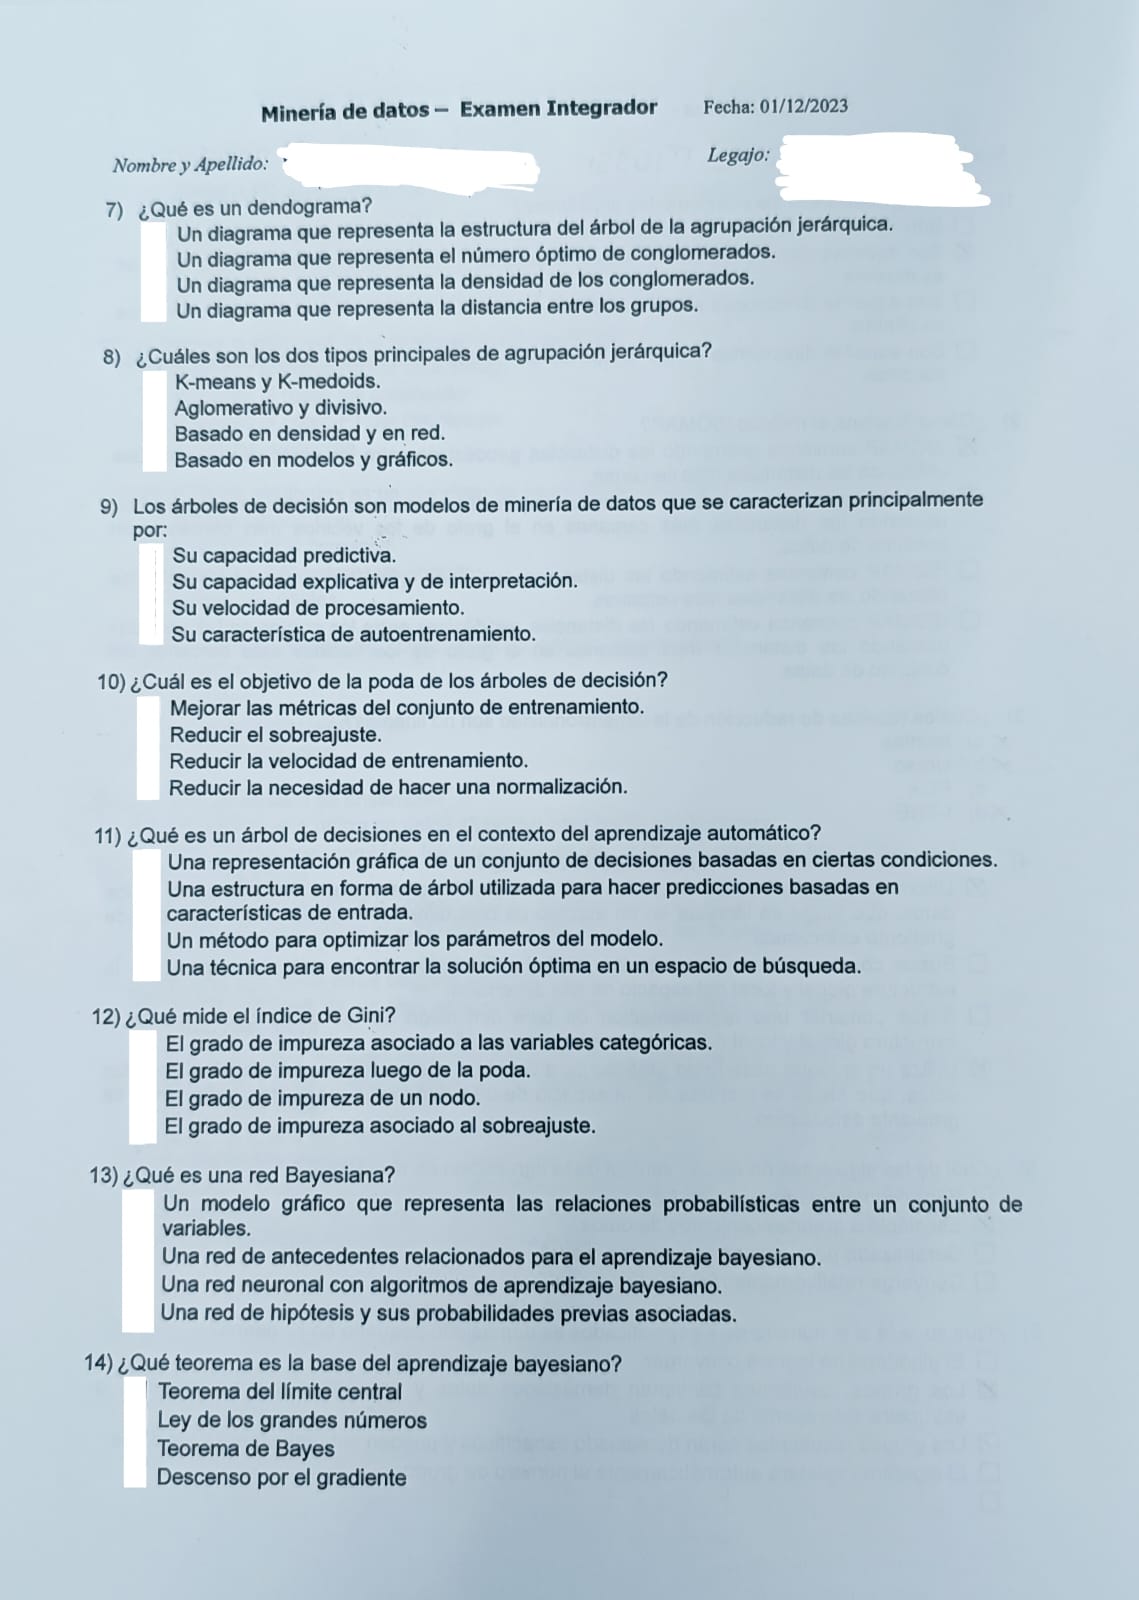 Minería de datos – Examen Integrador Fecha: 01/12/2023
Nombre y Apellido: Legajo:
7) ¿Qué es un dendograma?
Un diagrama que representa la estructura del árbol de la agrupación jerárquica.
Un diagrama que representa el número óptimo de conglomerados.
Un diagrama que representa la densidad de los conglomerados.
Un diagrama que representa la distancia entre los grupos.
8) ¿Cuáles son los dos tipos principales de agrupación jerárquica?
K-means y K-medoids.
Aglomerativo y divisivo.
Basado en densidad y en red.
Basado en modelos y gráficos.
9) Los árboles de decisión son modelos de minería de datos que se caracterizan principalmente
por:
Su capacidad predictiva.
Su capacidad explicativa y de interpretación.
Su velocidad de procesamiento.
Su característica de autoentrenamiento.
10) ¿Cuál es el objetivo de la poda de los árboles de decisión?
Mejorar las métricas del conjunto de entrenamiento.
Reducir el sobreajuste.
Reducir la velocidad de entrenamiento.
Reducir la necesidad de hacer una normalización.
11) ¿Qué es un árbol de decisiones en el contexto del aprendizaje automático?
Una representación gráfica de un conjunto de decisiones basadas en ciertas condiciones.
Una estructura en forma de árbol utilizada para hacer predicciones basadas en
características de entrada.
Un método para optimizar los parámetros del modelo.
Una técnica para encontrar la solución óptima en un espacio de búsqueda.
12) ¿Qué mide el índice de Gini?
El grado de impureza asociado a las variables categóricas.
El grado de impureza luego de la poda.
El grado de impureza de un nodo.
El grado de impureza asociado al sobreajuste.
13) ¿Qué es una red Bayesiana?
Un modelo gráfico que representa las relaciones probabilísticas entre un conjunto de
variables.
Una red de antecedentes relacionados para el aprendizaje bayesiano.
Una red neuronal con algoritmos de aprendizaje bayesiano.
Una red de hipótesis y sus probabilidades previas asociadas.
14) ¿Qué teorema es la base del aprendizaje bayesiano?
Teorema del límite central
Ley de los grandes números
Teorema de Bayes
Descenso por el gradiente